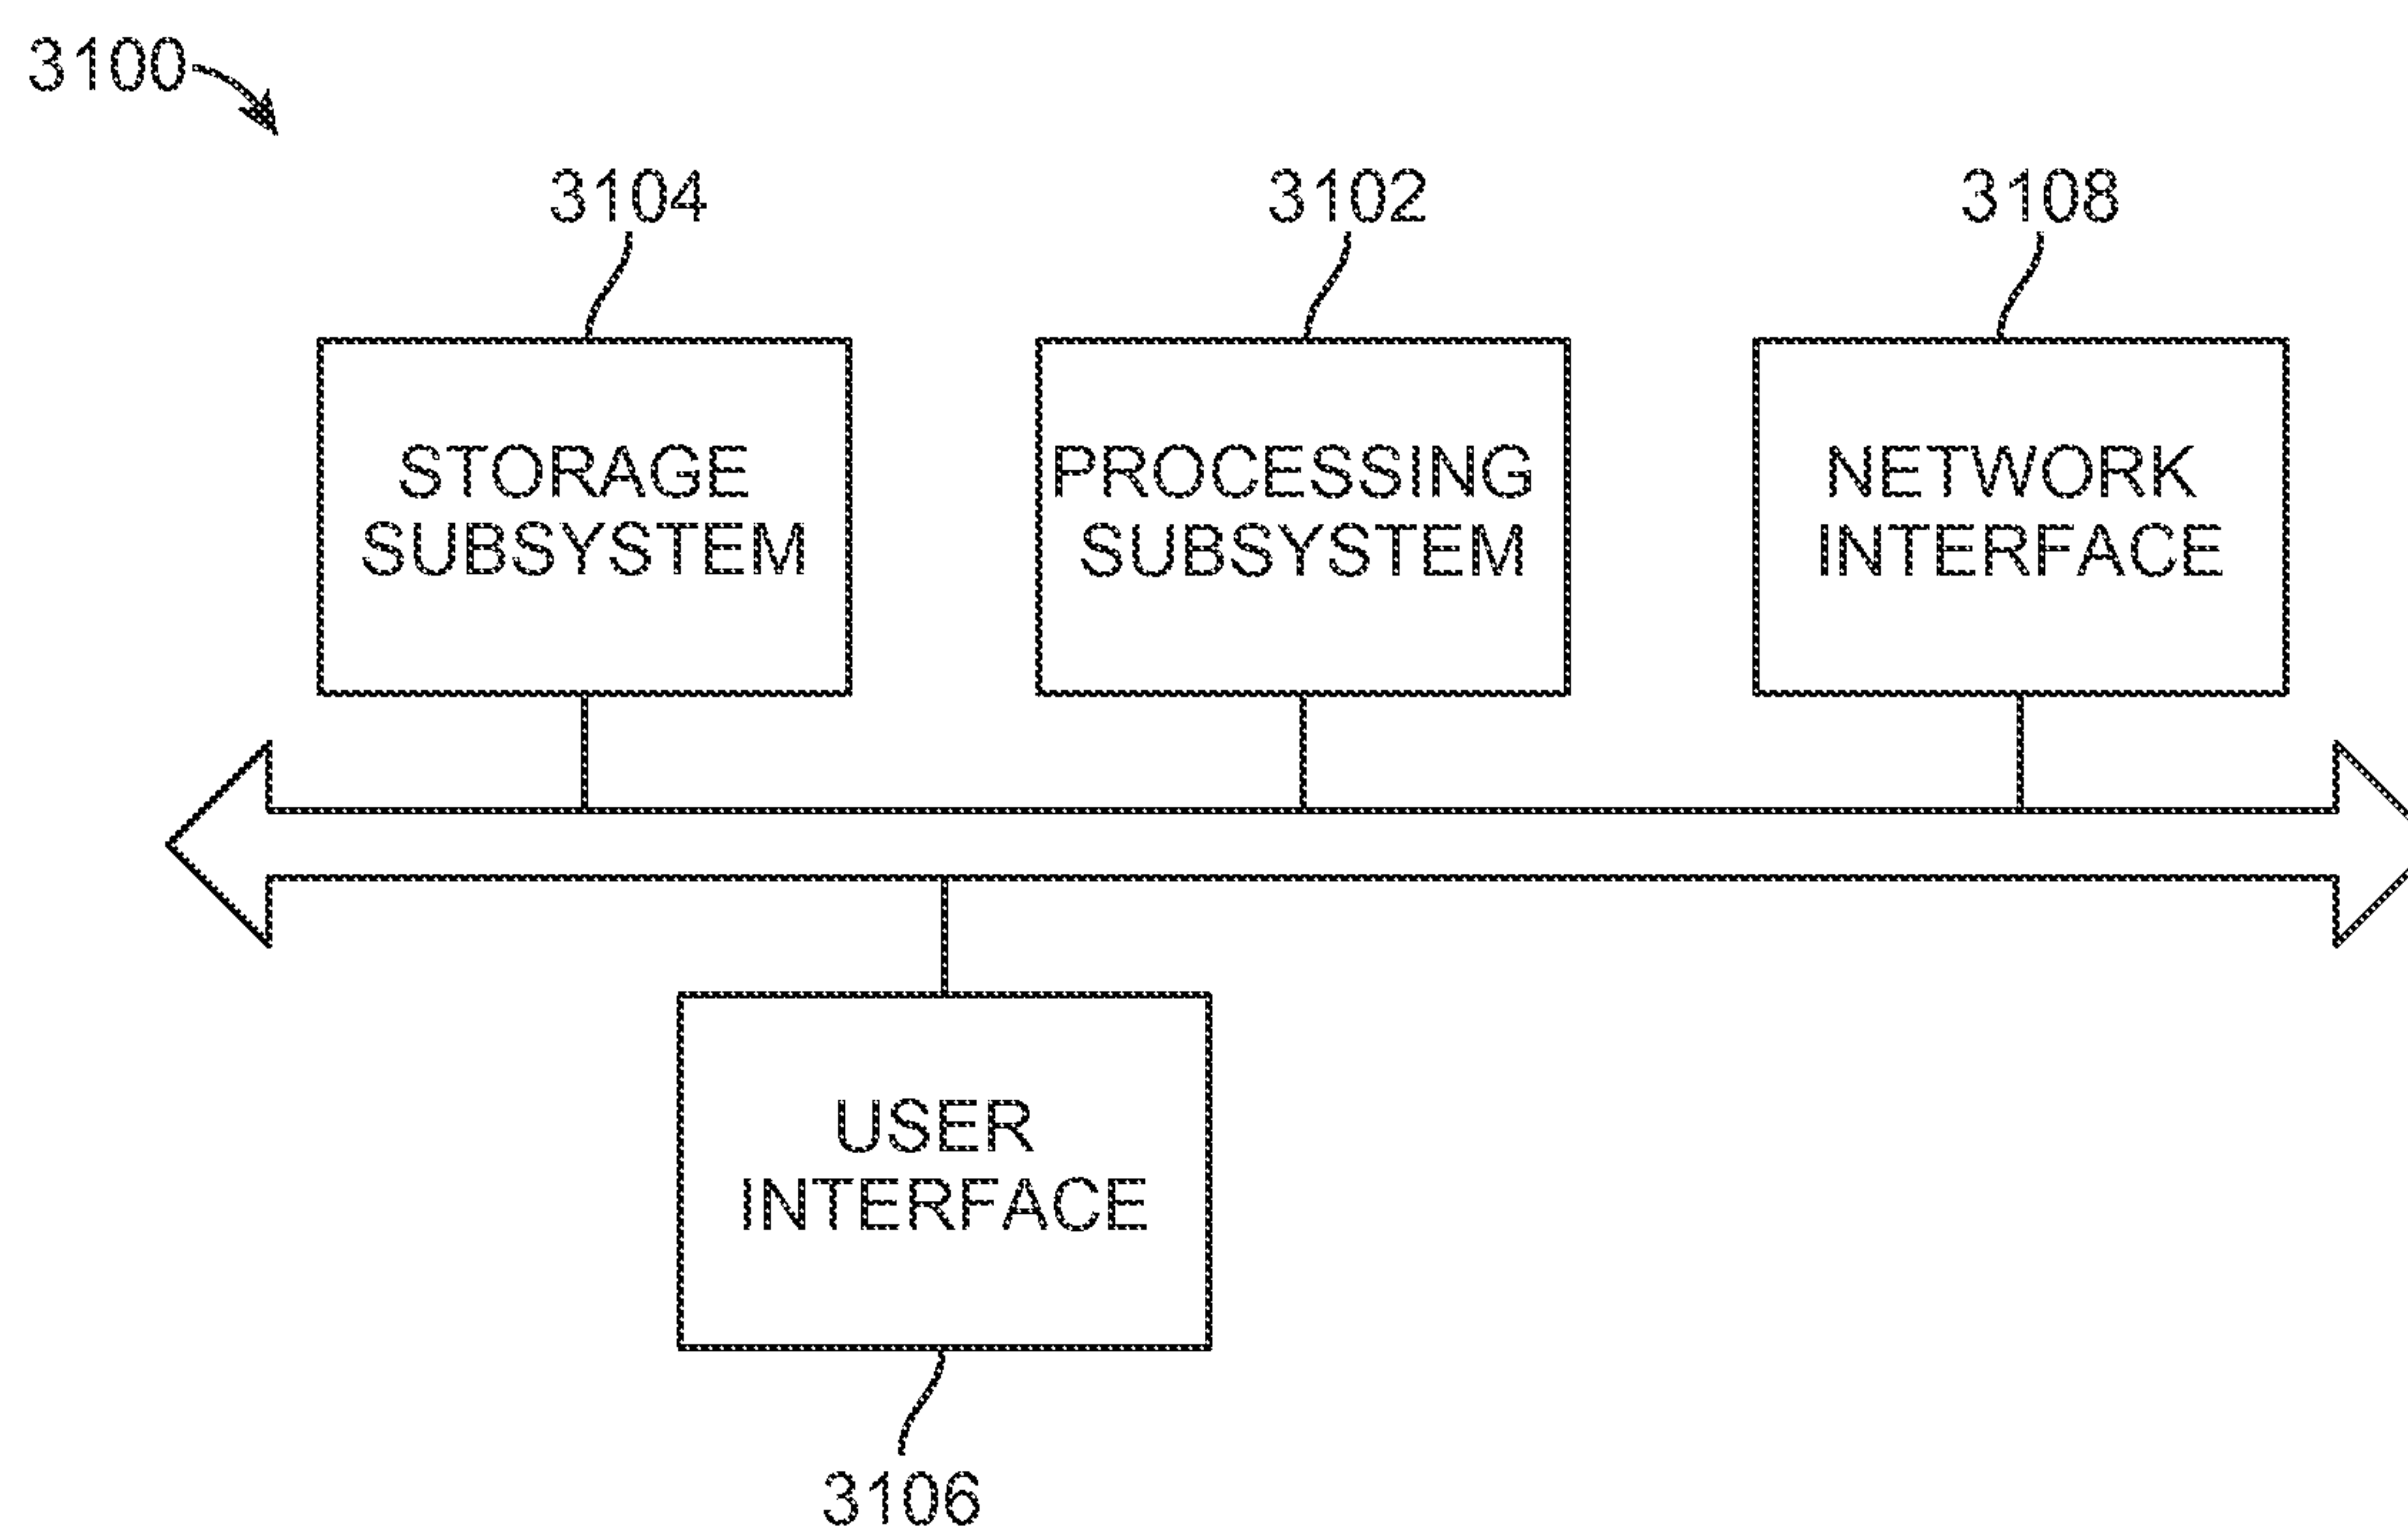 3100
3104
3102
3108
STORAGE
SUBSYSTEM
PROCESSING
SUBSYSTEM
NETWORK
INTERFACE
USER
INTERFACE
3106